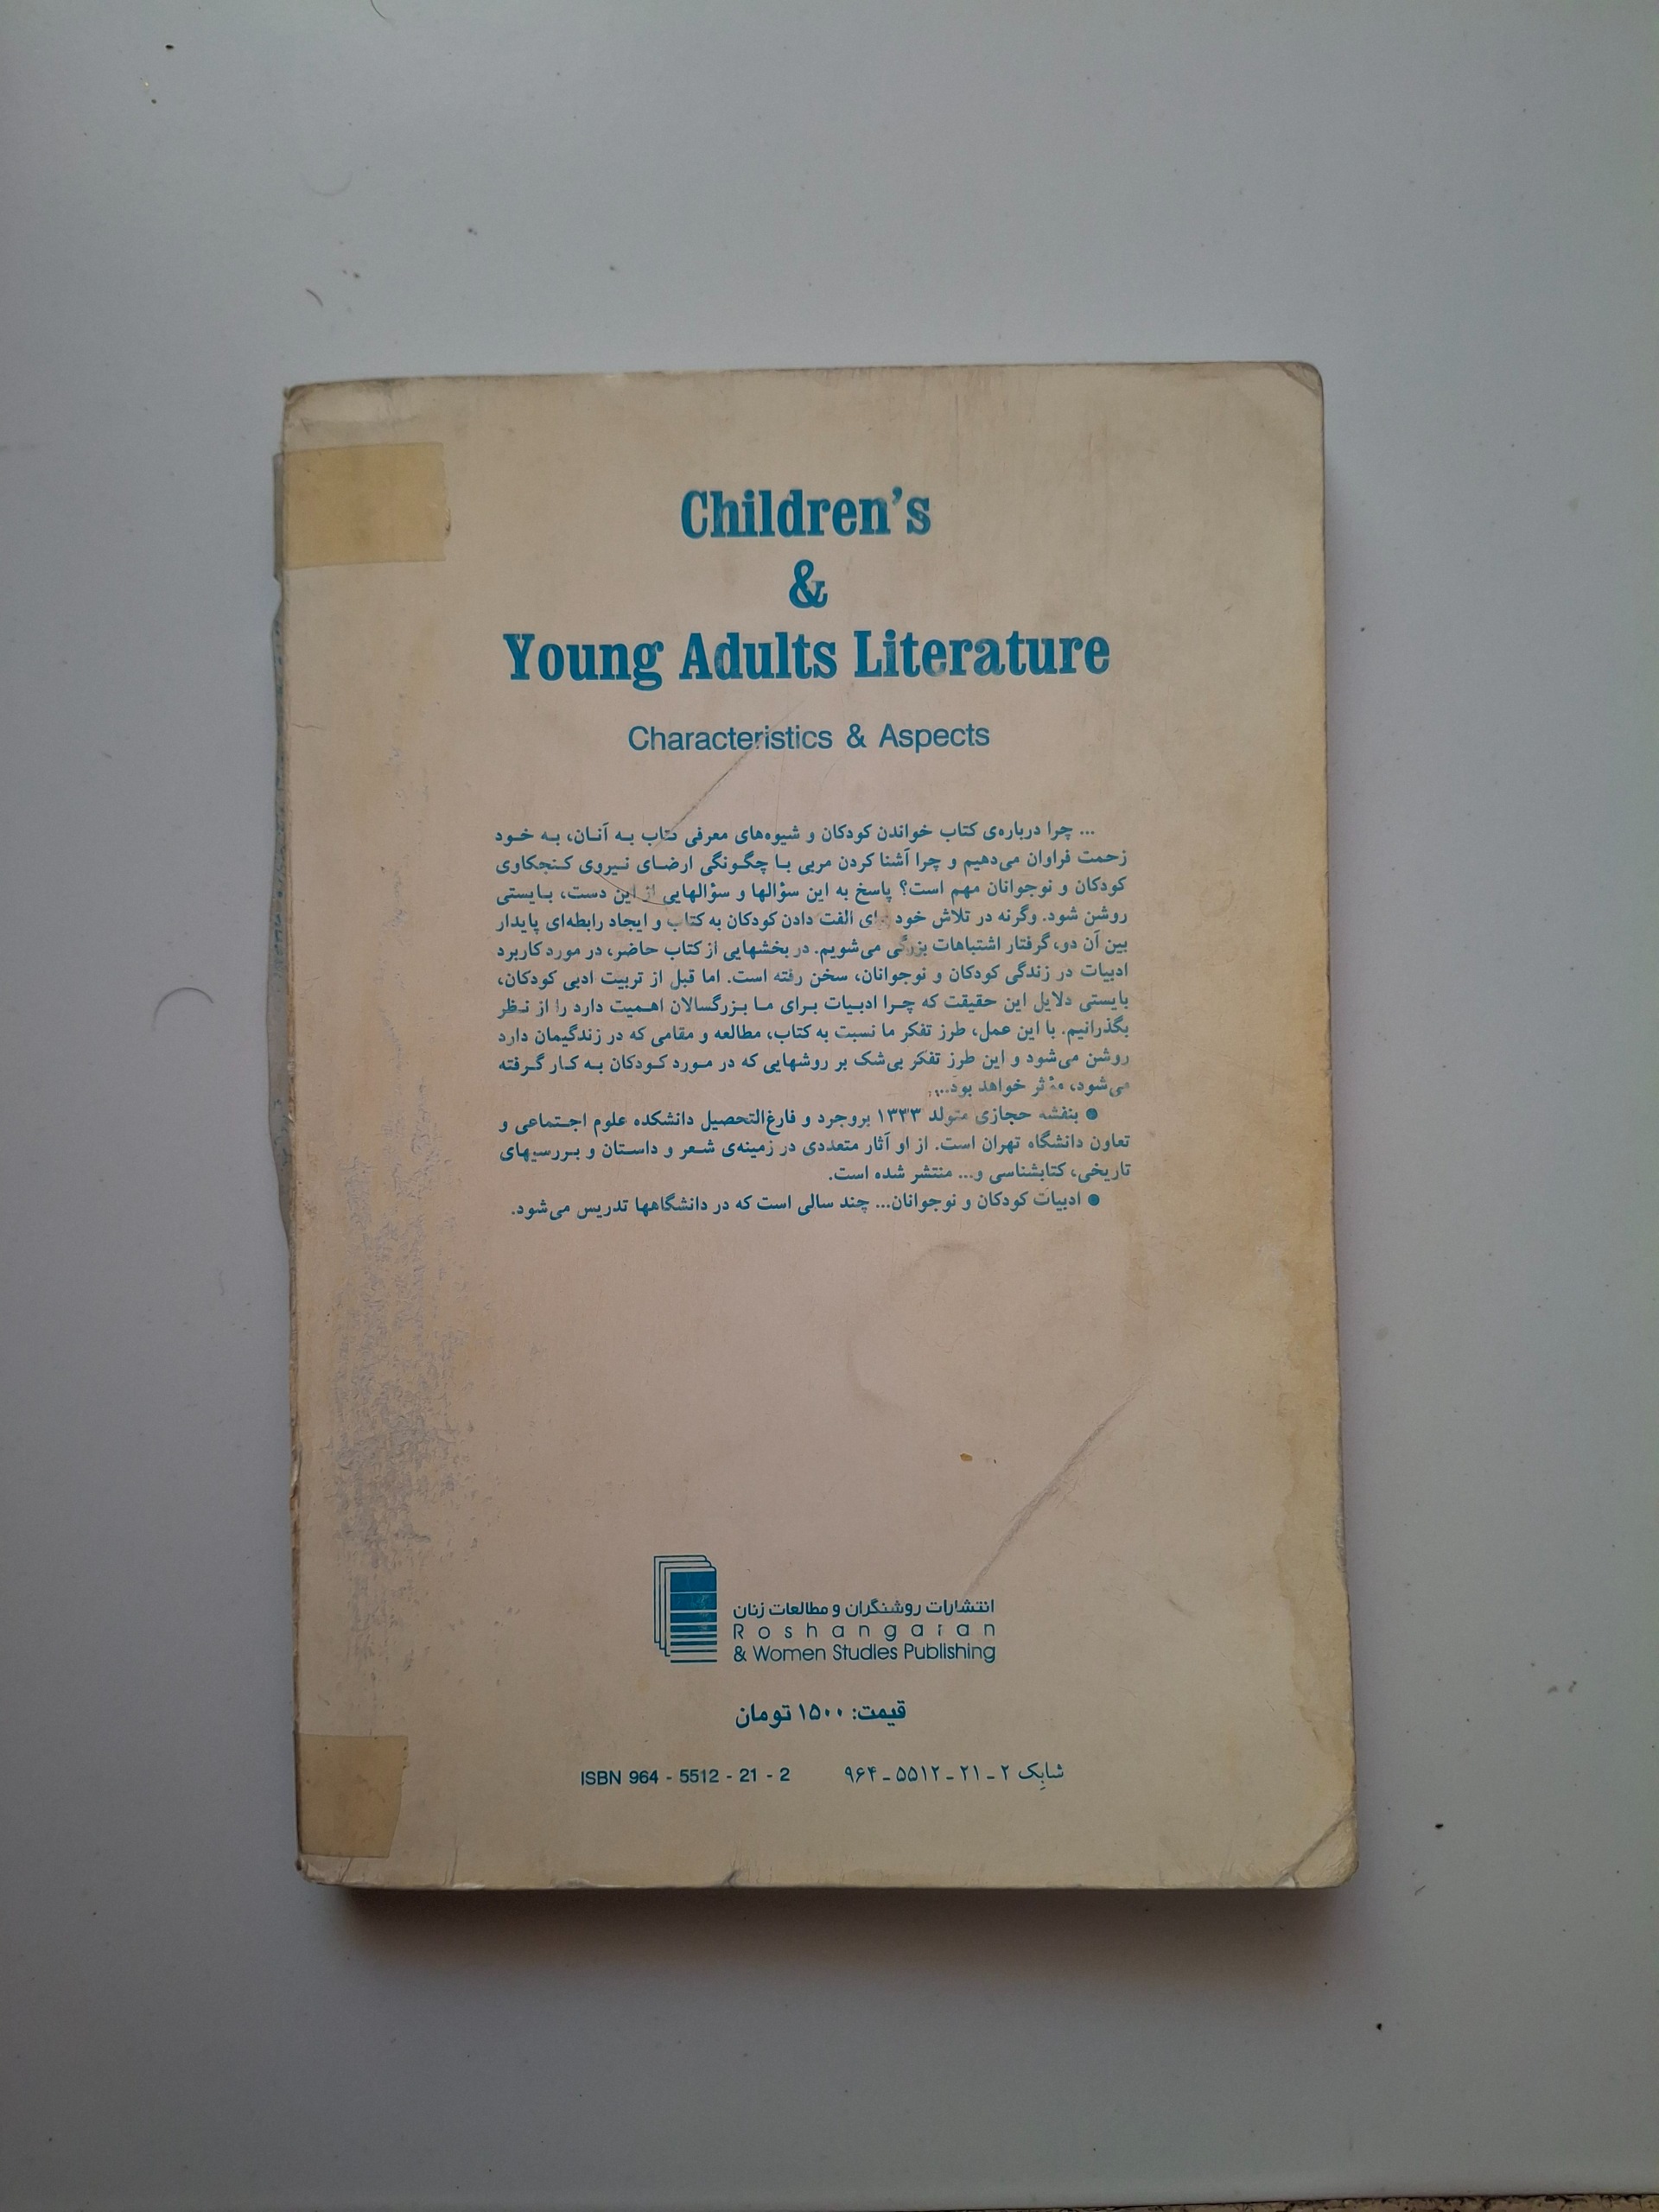 Children's
&
Young Adults Literature
Characteristics & Aspects
... چرا درباره‌ی کتاب خواندن کودکان و شیوه‌های معرفی کتاب به آنان، به خود
زحمت فراوان می‌دهیم و چرا آشنا کردن مربی با چگونگی ارضای نیروی کنجکاوی
کودکان و نوجوانان مهم است؟ پاسخ به این سؤالها و سؤالهایی از این دست، بایستی
روشن شود. وگرنه در تلاش خود الفت دادن کودکان به کتاب و ایجاد رابطه‌ای پایدار
بین آن دو، گرفتار اشتباهات بزرگی می‌شویم. در بخشهایی از کتاب حاضر، در مورد کاربرد
ادبیات در زندگی کودکان و نوجوانان، سخن رفته است. اما قبل از تربیت ادبی کودکان،
بایستی دلایل این حقیقت که چرا ادبیات برای ما بزرگسالان اهمیت دارد را از نظر
بگذرانیم. با این عمل، طرز تفکر ما نسبت به کتاب، مطالعه و مقامی که در زندگیمان دارد
روشن می‌شود و این طرز تفکر بی‌شک بر روشهایی که در مورد کودکان به کار گرفته
می‌شود، مؤثر خواهد بود...
● بنفشه حجازی متولد ۱۳۳۳ بروجرد و فارغ‌التحصیل دانشکده علوم اجتماعی و
تعاون دانشگاه تهران است. از او آثار متعددی در زمینه‌ی شعر و داستان و بررسیهای
تاریخی، کتابشناسی و... منتشر شده است.
● ادبیات کودکان و نوجوانان... چند سالی است که در دانشگاهها تدریس می‌شود.
انتشارات روشنگران و مطالعات زنان
Roshangaran
& Women Studies Publishing
قیمت: ۱۵۰۰ تومان
شابک ۲ ـ ۲۱ ـ ۵۵۱۲ ـ ۹۶۴
ISBN 964 - 5512 - 21 - 2